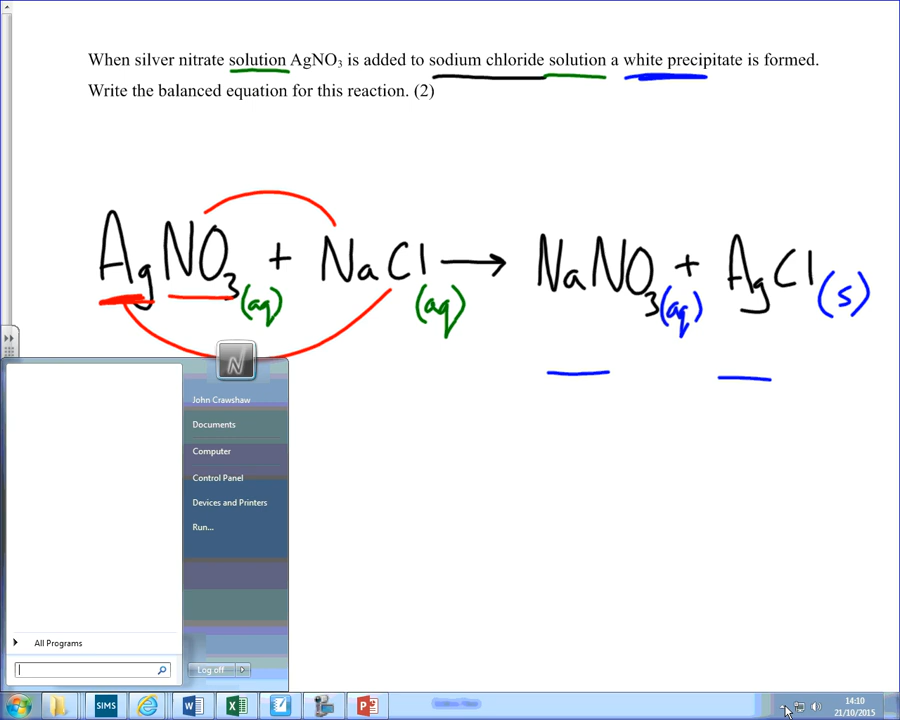 When silver nitrate solution AgNO₃ is added to sodium chloride solution a white precipitate is formed.
Write the balanced equation for this reaction. (2)
AgNO₃(aq) + NaCl(aq) → NaNO₃(aq) + AgCl(s)
N
John Crawshaw
Documents
Computer
Control Panel
Devices and Printers
Run...
All Programs
Log off
SIMS
14:10
21/10/2015